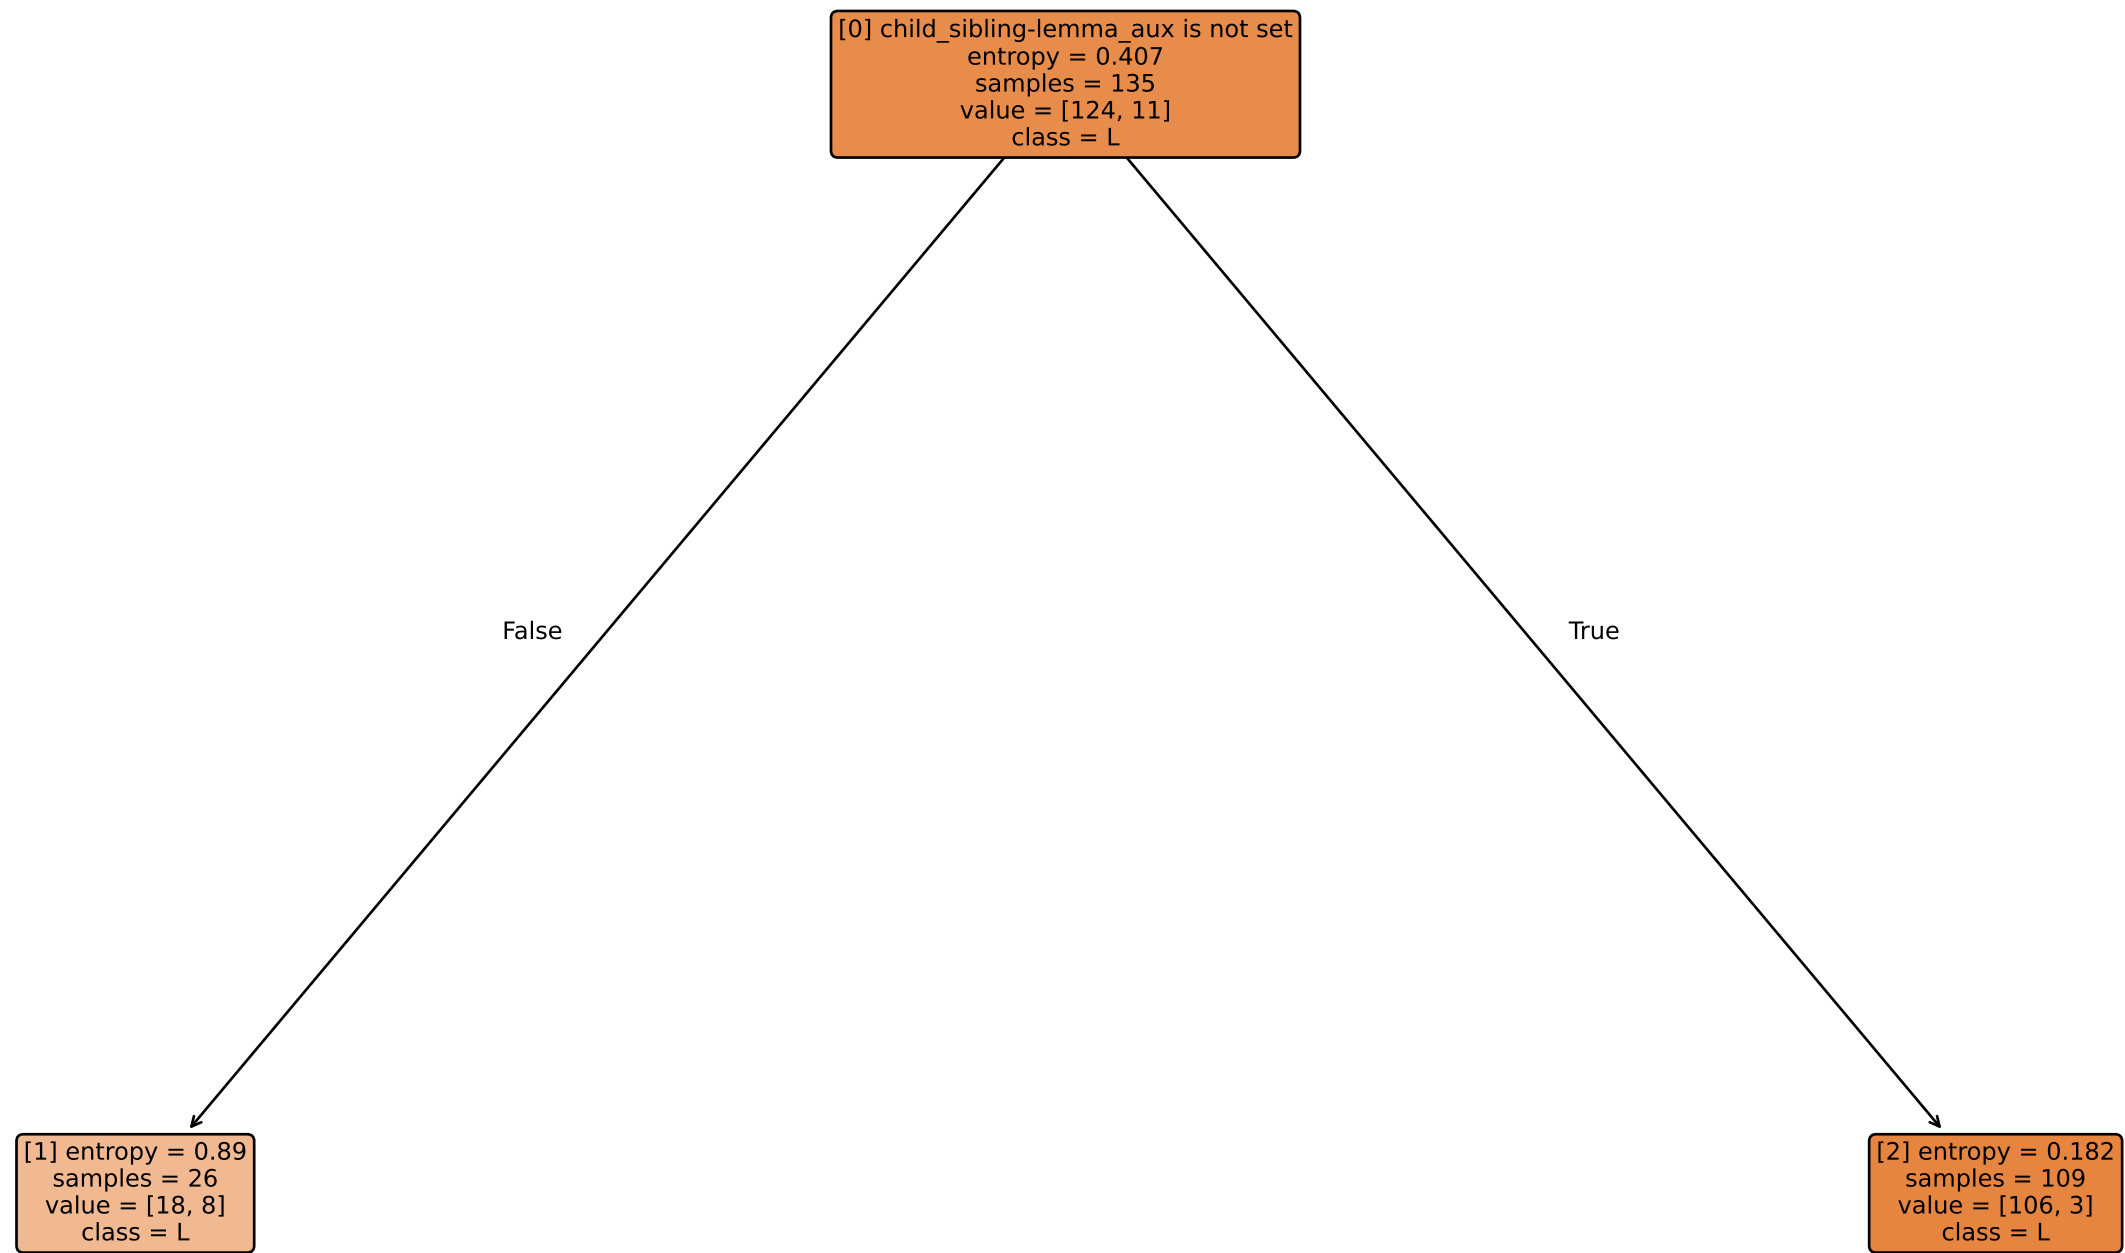 [0] child_sibling-lemma_aux is not set
entropy = 0.407
samples = 135
value = [124, 11]
class = L
False
True
[1] entropy = 0.89
samples = 26
value = [18, 8]
class = L
[2] entropy = 0.182
samples = 109
value = [106, 3]
class = L